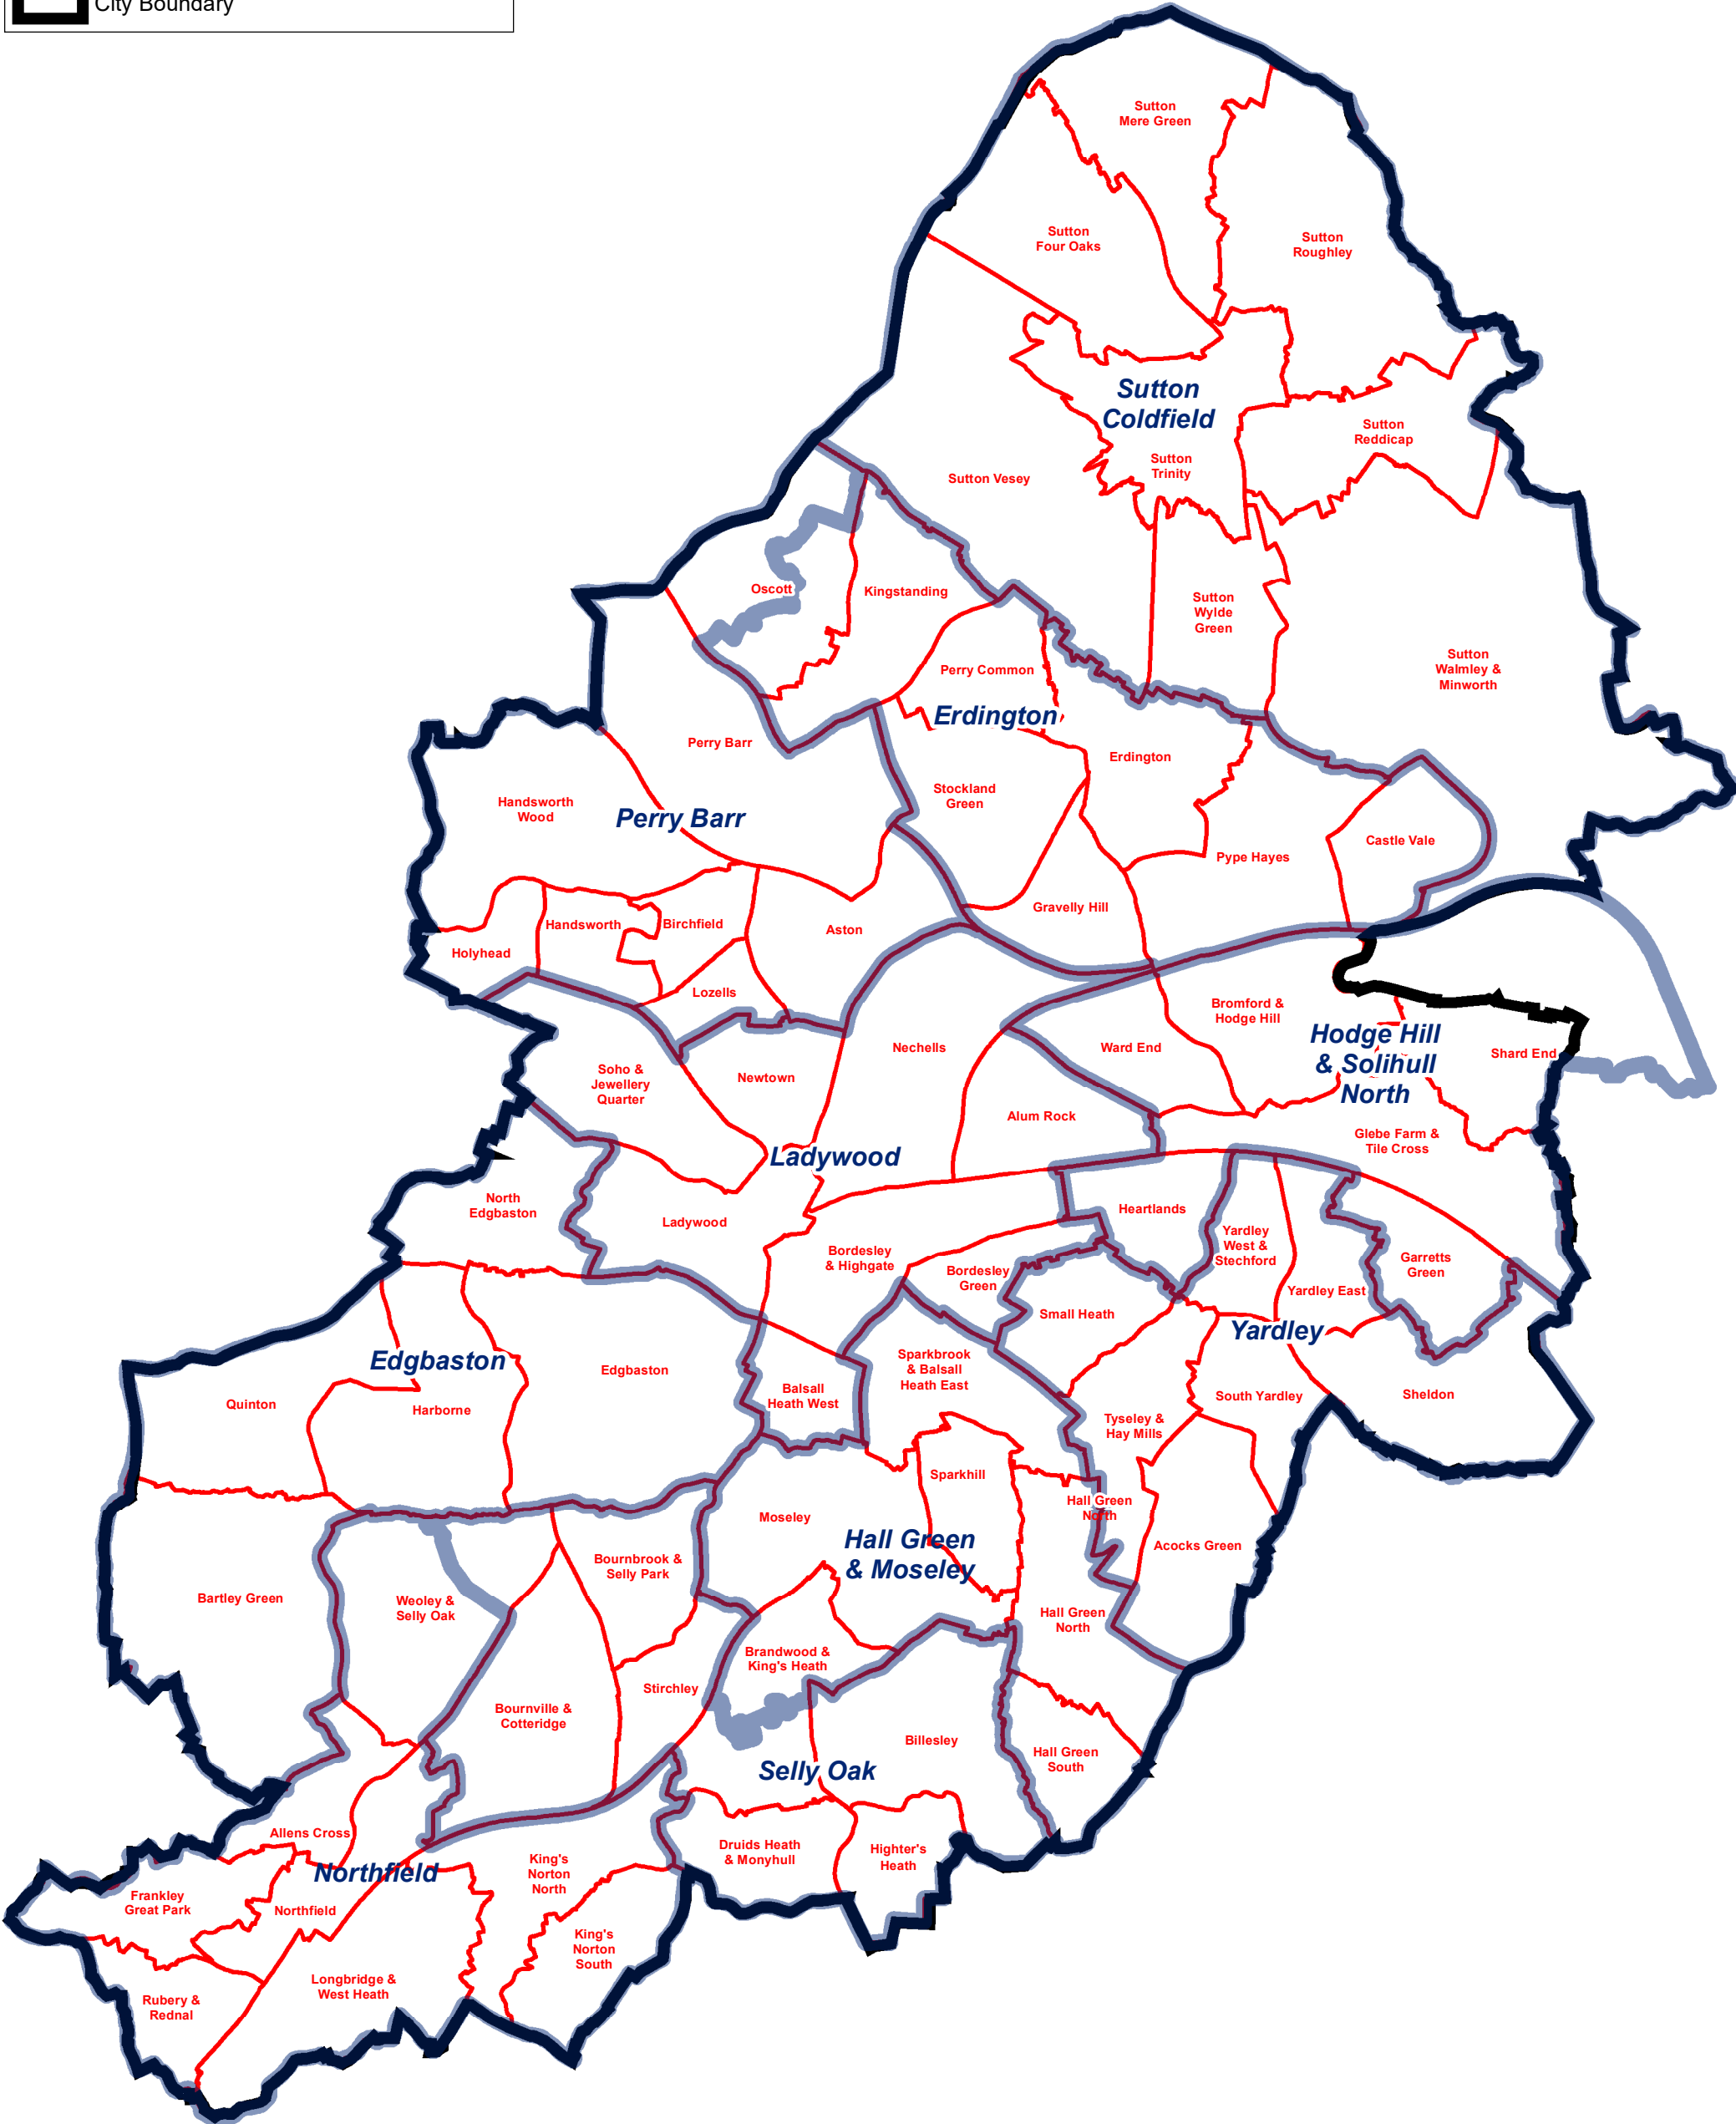 City Boundary
Sutton
Mere Green
Sutton
Four Oaks
Sutton
Roughley
Sutton
Coldfield
Sutton
Reddicap
Sutton
Trinity
Sutton Vesey
Oscott
Kingstanding
Sutton
Wylde
Green
Sutton
Walmley &
Minworth
Perry Common
Erdington
Perry Barr
Erdington
Stockland
Green
Handsworth
Wood
Perry Barr
Castle Vale
Pype Hayes
Gravelly Hill
Handsworth
Birchfield
Aston
Holyhead
Lozells
Bromford &
Hodge Hill
Hodge Hill
& Solihull
North
Shard End
Nechells
Ward End
Soho &
Jewellery
Quarter
Newtown
Alum Rock
Glebe Farm &
Tile Cross
Ladywood
North
Edgbaston
Ladywood
Heartlands
Yardley
West &
Stechford
Bordesley
& Highgate
Bordesley
Green
Garretts
Green
Yardley East
Small Heath
Yardley
Edgbaston
Edgbaston
Sparkbrook
& Balsall
Heath East
Balsall
Heath West
Quinton
Harborne
South Yardley
Sheldon
Tyseley &
Hay Mills
Sparkhill
Hall Green
North
Moseley
Hall Green
& Moseley
Acocks Green
Bournbrook &
Selly Park
Bartley Green
Weoley &
Selly Oak
Hall Green
North
Brandwood &
King's Heath
Stirchley
Bournville &
Cotteridge
Billesley
Hall Green
South
Selly Oak
Allens Cross
Druids Heath
& Monyhull
Highter's
Heath
Northfield
King's
Norton
North
Frankley
Great Park
Northfield
King's
Norton
South
Longbridge &
West Heath
Rubery &
Rednal